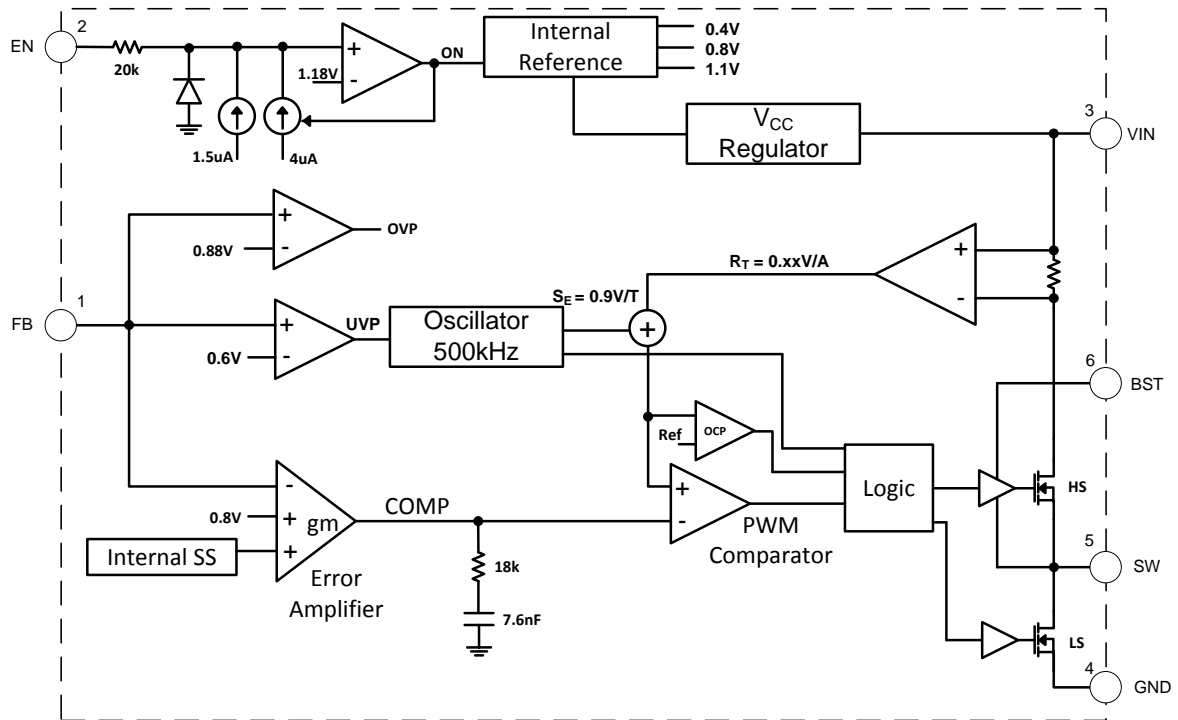 2
EN
20k
1.18V
+
-
ON
Internal
Reference
0.4V
0.8V
1.1V
1.5uA
4uA
V_CC
Regulator
3
VIN
+
-
0.88V
OVP
R_T = 0.xxV/A
+
-
1
FB
+
-
0.6V
UVP
Oscillator
500kHz
S_E = 0.9V/T
+
6
BST
Ref
OCP
Logic
HS
-
+
+
0.8V
gm
Internal SS
Error
Amplifier
COMP
18k
7.6nF
+
-
PWM
Comparator
5
SW
LS
4
GND